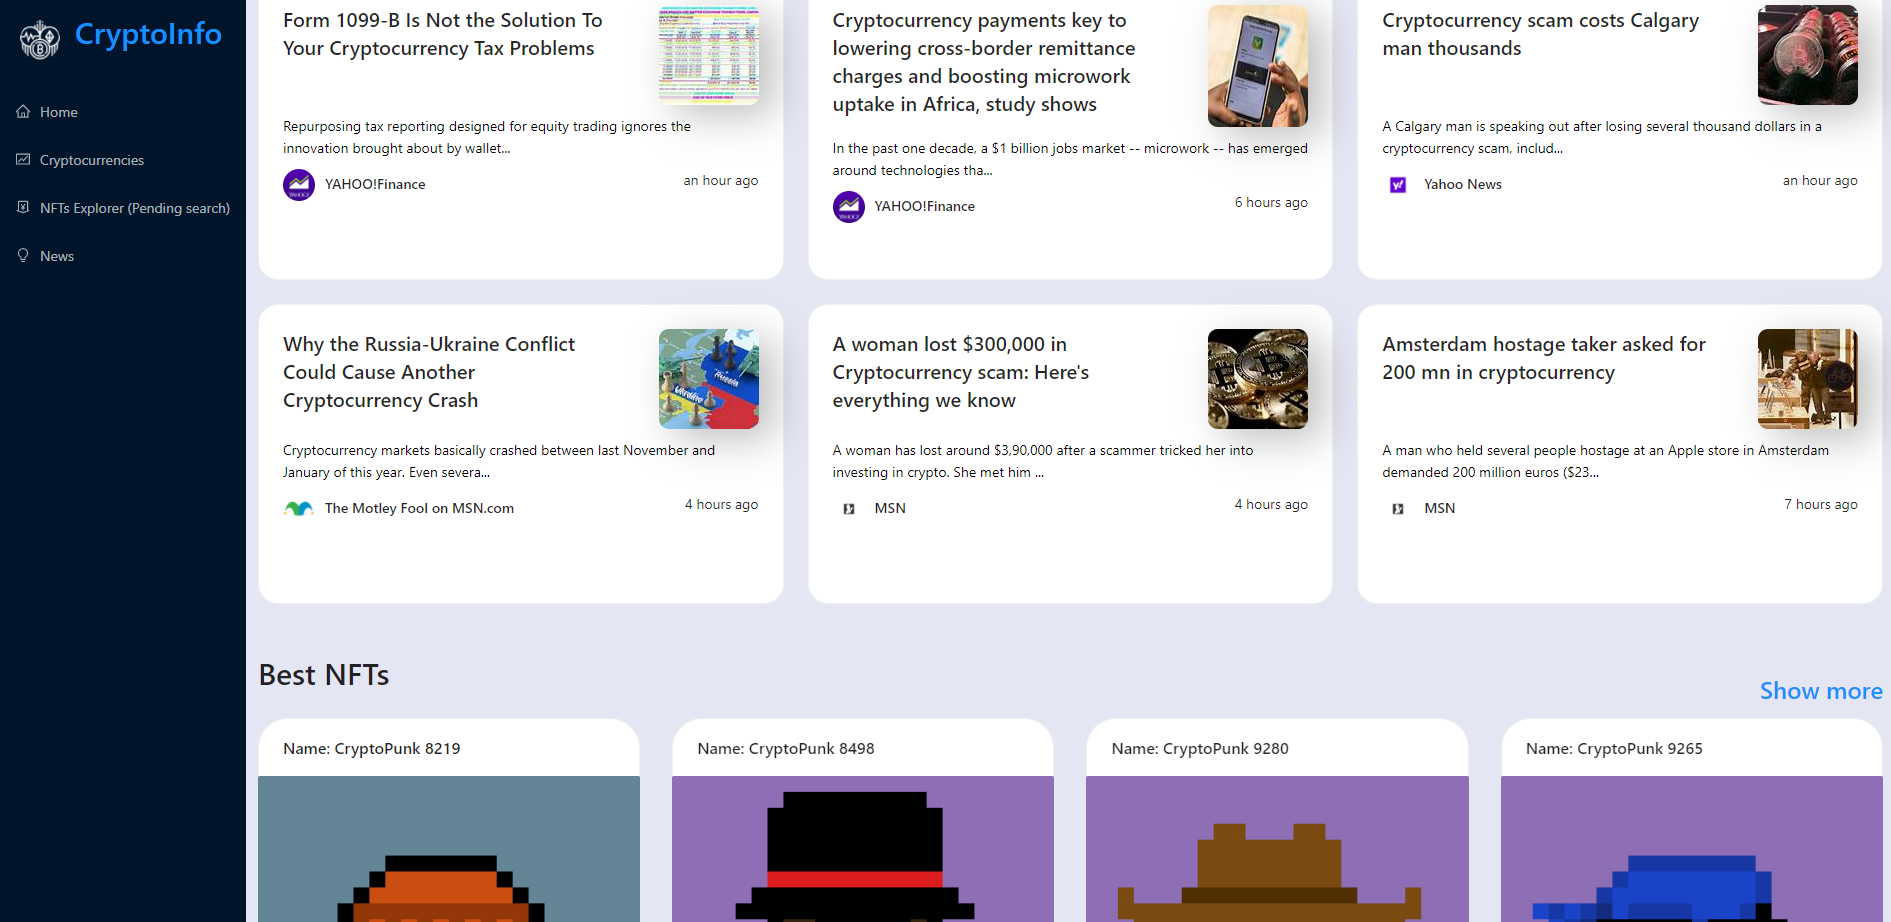 CryptoInfo
Home
Cryptocurrencies
NFTs Explorer (Pending search)
News
Form 1099-B Is Not the Solution To
Your Cryptocurrency Tax Problems
Repurposing tax reporting designed for equity trading ignores the
innovation brought about by wallet...
YAHOO!Finance
an hour ago
Cryptocurrency payments key to
lowering cross-border remittance
charges and boosting microwork
uptake in Africa, study shows
In the past one decade, a $1 billion jobs market -- microwork -- has emerged
around technologies tha...
YAHOO!Finance
6 hours ago
Cryptocurrency scam costs Calgary
man thousands
A Calgary man is speaking out after losing several thousand dollars in a
cryptocurrency scam, includ...
Yahoo News
an hour ago
Why the Russia-Ukraine Conflict
Could Cause Another
Cryptocurrency Crash
Russia
Ukraine
Cryptocurrency markets basically crashed between last November and
January of this year. Even severa...
The Motley Fool on MSN.com
4 hours ago
A woman lost $300,000 in
Cryptocurrency scam: Here's
everything we know
A woman has lost around $3,90,000 after a scammer tricked her into
investing in crypto. She met him ...
MSN
4 hours ago
Amsterdam hostage taker asked for
200 mn in cryptocurrency
A man who held several people hostage at an Apple store in Amsterdam
demanded 200 million euros ($23...
MSN
7 hours ago
Best NFTs
Show more
Name: CryptoPunk 8219
Name: CryptoPunk 8498
Name: CryptoPunk 9280
Name: CryptoPunk 9265